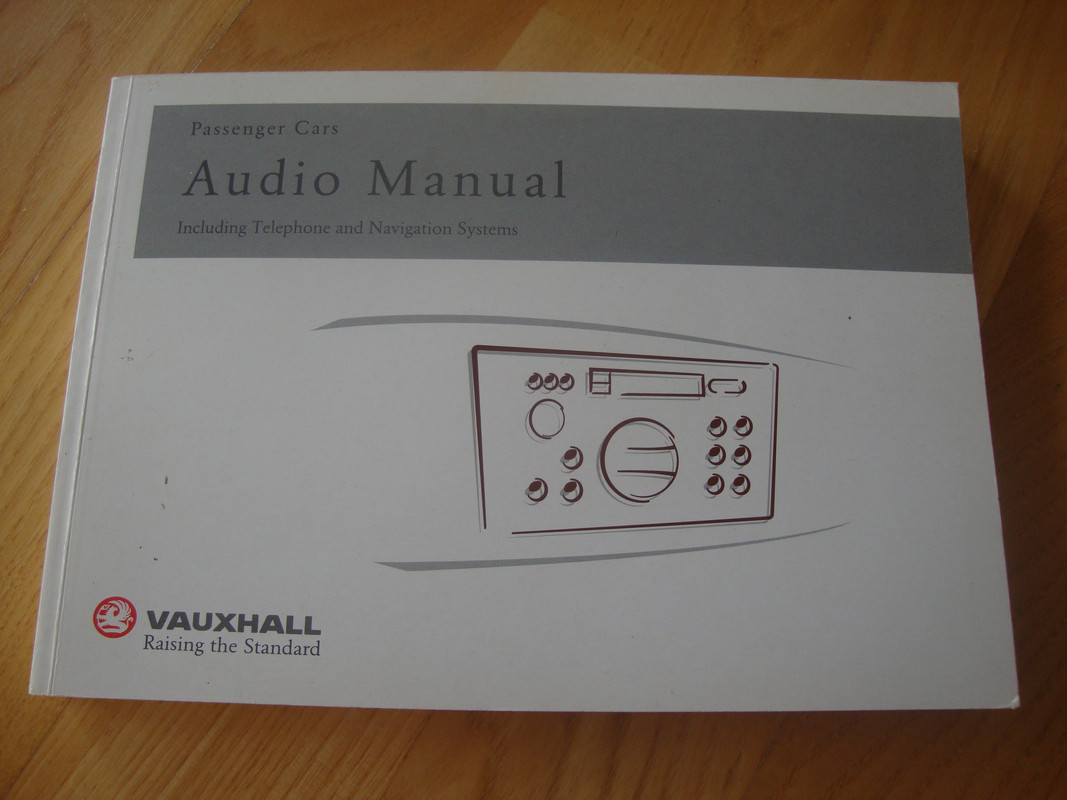 Passenger Cars
Audio Manual
Including Telephone and Navigation Systems
VAUXHALL
Raising the Standard